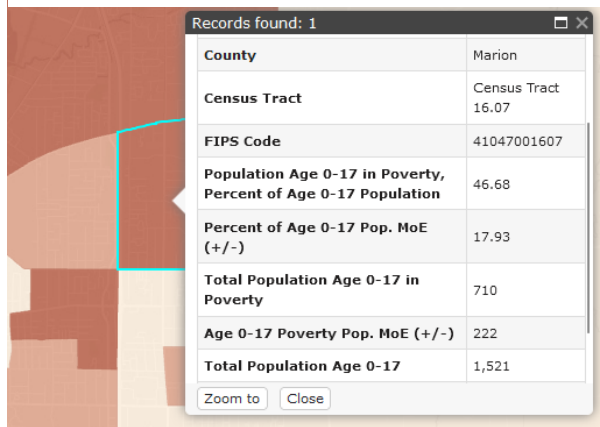 Records found: 1
County Marion
Census Tract Census Tract
16.07
FIPS Code 41047001607
Population Age 0-17 in Poverty,
Percent of Age 0-17 Population 46.68
Percent of Age 0-17 Pop. MoE
(+/-) 17.93
Total Population Age 0-17 in
Poverty 710
Age 0-17 Poverty Pop. MoE (+/-) 222
Total Population Age 0-17 1,521
Zoom to Close